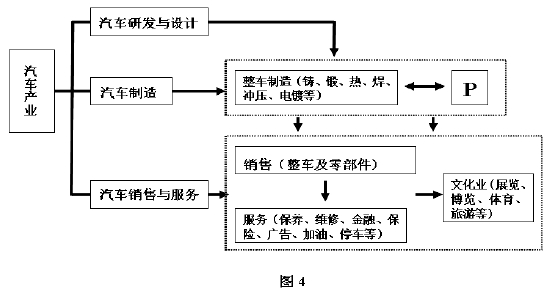 汽车研发与设计
汽车产业
汽车制造
整车制造（铸、锻、热、焊、
冲压、电镀等）
P
汽车销售与服务
销售（整车及零部件）
服务（保养、维修、金融、保
险、广告、加油、停车等）
文化业（展览、
博览、体育、
旅游等）
图 4